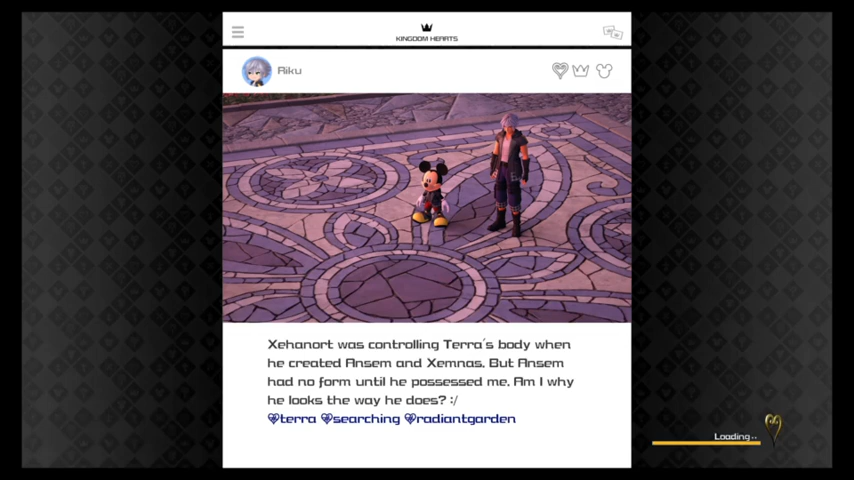 KINGDOM HEARTS
Riku
Xehanort was controlling Terra's body when
he created Ansem and Xemnas. But Ansem
had no form until he possessed me. Am I why
he looks the way he does? :/
terra searching radiantgarden
Loading..